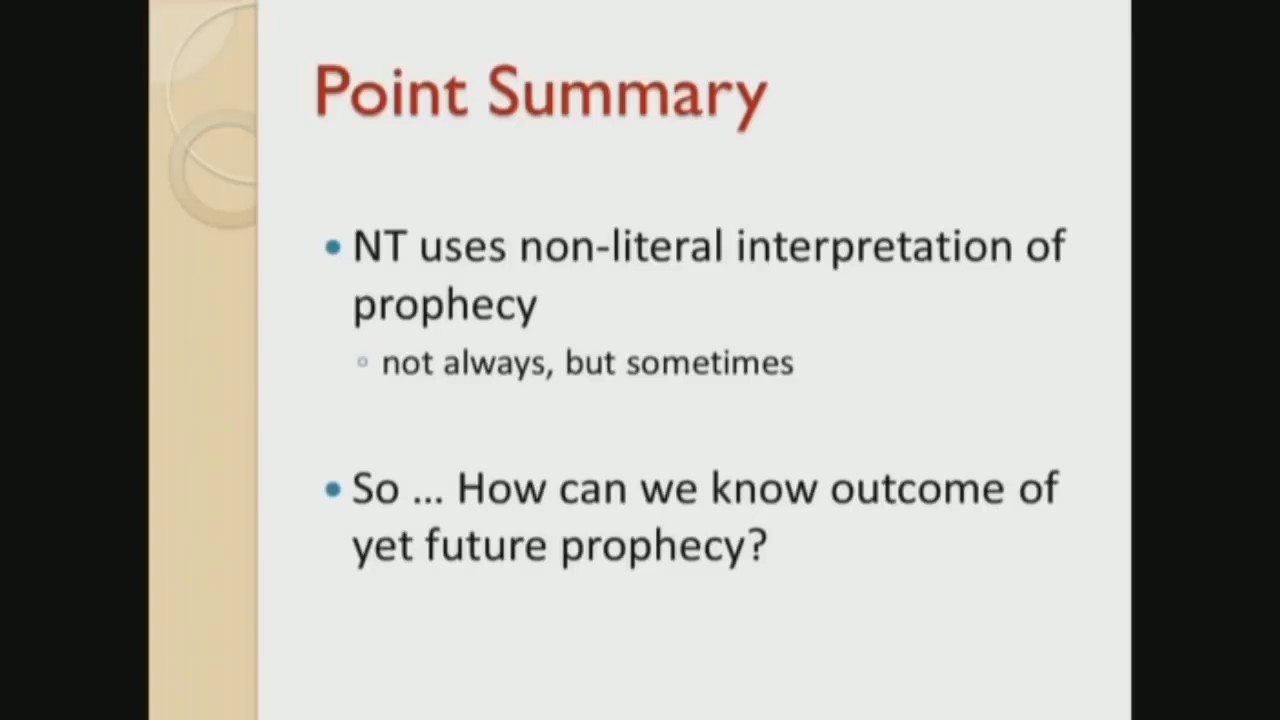 Point Summary
NT uses non-literal interpretation of
prophecy
not always, but sometimes
So ... How can we know outcome of
yet future prophecy?